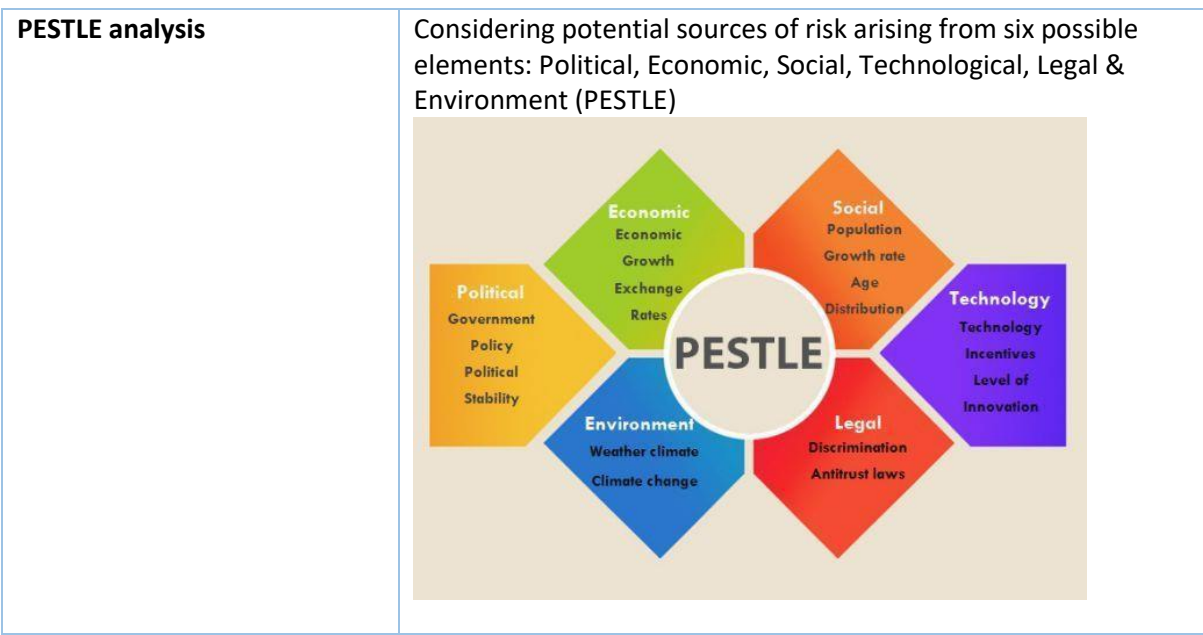 PESTLE analysis
Considering potential sources of risk arising from six possible
elements: Political, Economic, Social, Technological, Legal &
Environment (PESTLE)
Economic
Economic
Growth
Exchange
Rates
Social
Population
Growth rate
Age
Distribution
Political
Government
Policy
Political
Stability
PESTLE
Technology
Technology
Incentives
Level of
Innovation
Environment
Weather climate
Climate change
Legal
Discrimination
Antitrust laws